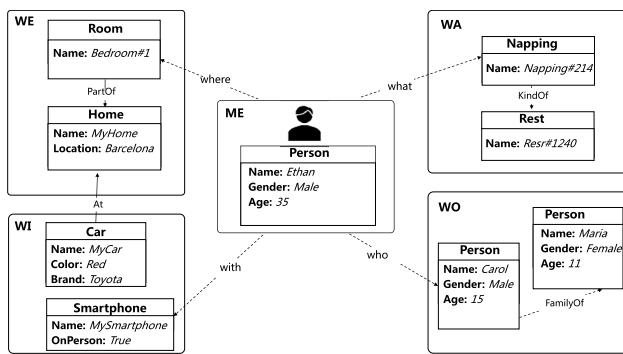 WE
Room
Name: Bedroom#1
PartOf
Home
Name: MyHome
Location: Barcelona
At
WI
Car
Name: MyCar
Color: Red
Brand: Toyota
Smartphone
Name: MySmartphone
OnPerson: True
where
what
ME
Person
Name: Ethan
Gender: Male
Age: 35
with
who
WA
Napping
Name: Napping#214
KindOf
Rest
Name: Resr#1240
WO
Person
Name: Maria
Gender: Female
Age: 11
Person
Name: Carol
Gender: Male
Age: 15
FamilyOf